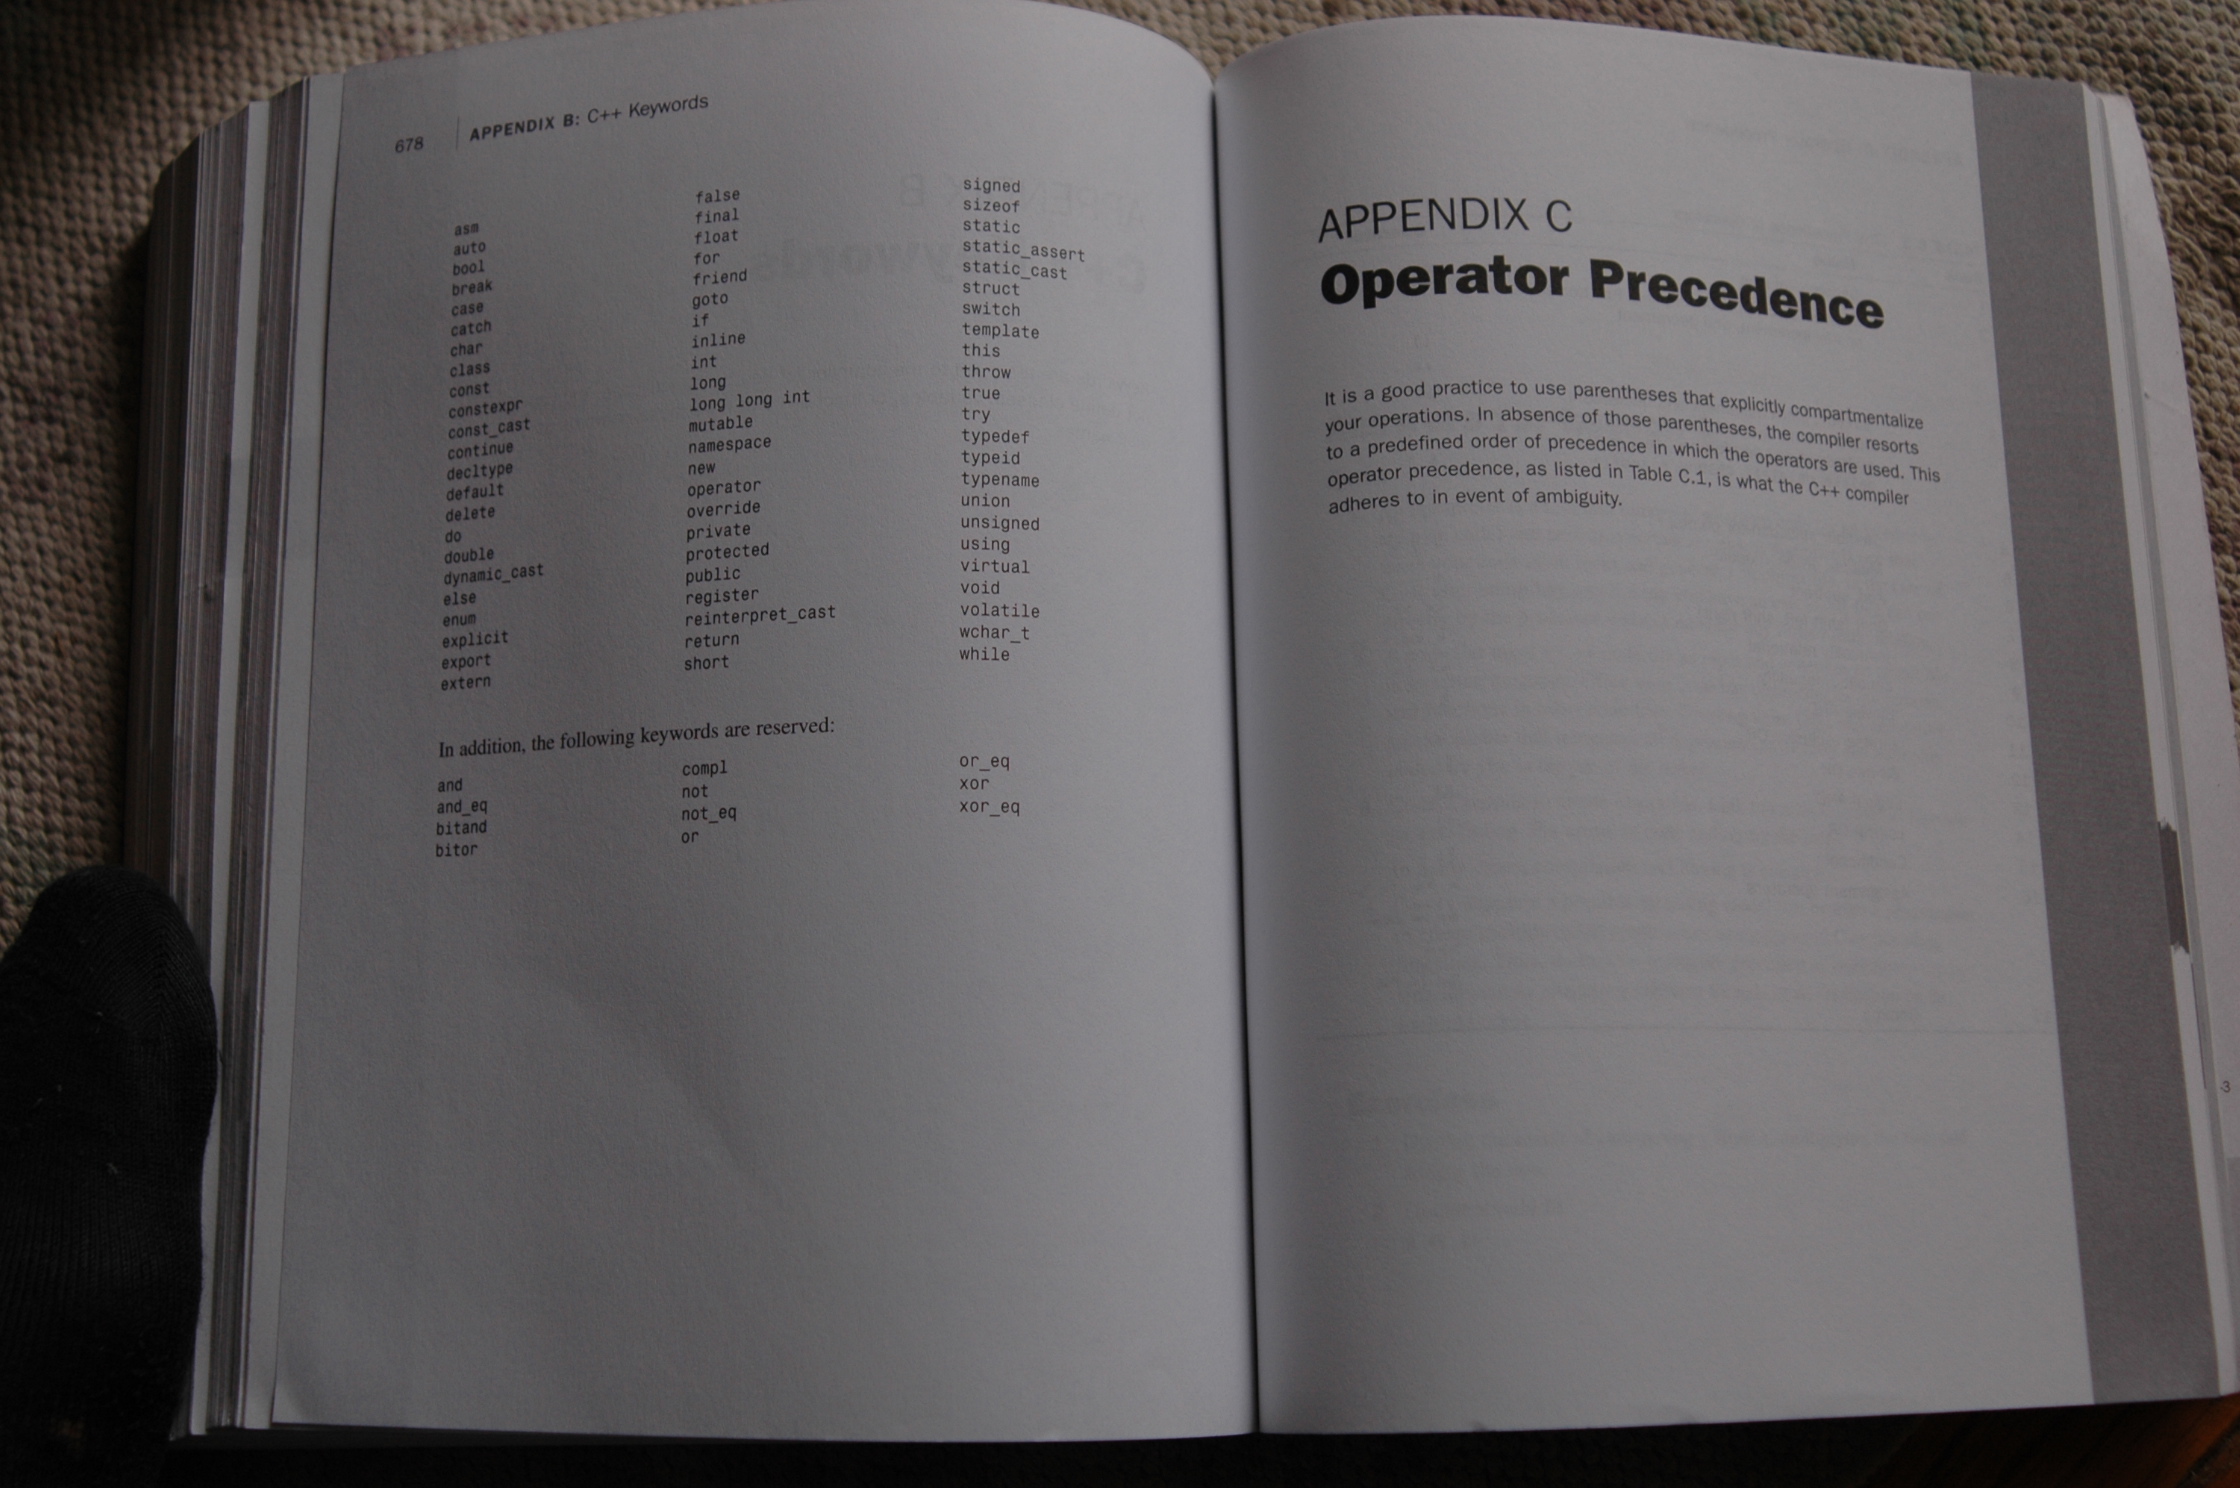 678 | APPENDIX B: C++ Keywords
asm
auto
bool
break
case
catch
char
class
const
constexpr
const_cast
continue
decltype
default
delete
do
double
dynamic_cast
else
enum
explicit
export
extern
false
final
float
for
friend
goto
if
inline
int
long
long long int
mutable
namespace
new
operator
override
private
protected
public
register
reinterpret_cast
return
short
signed
sizeof
static
static_assert
static_cast
struct
switch
template
this
throw
true
try
typedef
typeid
typename
union
unsigned
using
virtual
void
volatile
wchar_t
while
In addition, the following keywords are reserved:
and
and_eq
bitand
bitor
compl
not
not_eq
or
or_eq
xor
xor_eq
APPENDIX C
Operator Precedence
It is a good practice to use parentheses that explicitly compartmentalize
your operations. In absence of those parentheses, the compiler resorts
to a predefined order of precedence in which the operators are used. This
operator precedence, as listed in Table C.1, is what the C++ compiler
adheres to in event of ambiguity.
3